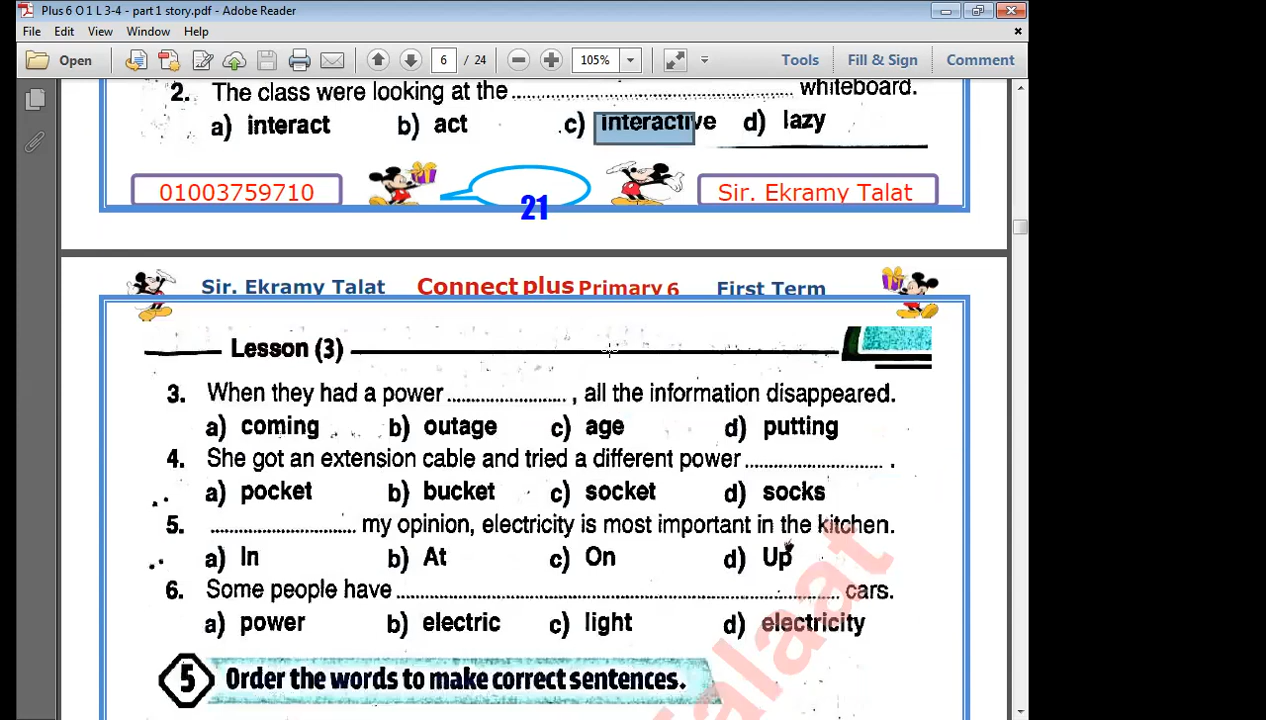 Plus 6 O 1 L 3-4 - part 1 story.pdf - Adobe Reader
File Edit View Window Help
Open 6 / 24 105% Tools Fill & Sign Comment
2. The class were looking at the ........................ whiteboard.
a) interact b) act c) interactive d) lazy
01003759710 21 Sir. Ekramy Talat
Sir. Ekramy Talat Connect plus Primary 6 First Term
Lesson (3)
3. When they had a power ........................ , all the information disappeared.
a) coming b) outage c) age d) putting
4. She got an extension cable and tried a different power ........................ .
a) pocket b) bucket c) socket d) socks
5. ........................ my opinion, electricity is most important in the kitchen.
a) In b) At c) On d) Up
6. Some people have ........................ cars.
a) power b) electric c) light d) electricity
5 Order the words to make correct sentences.